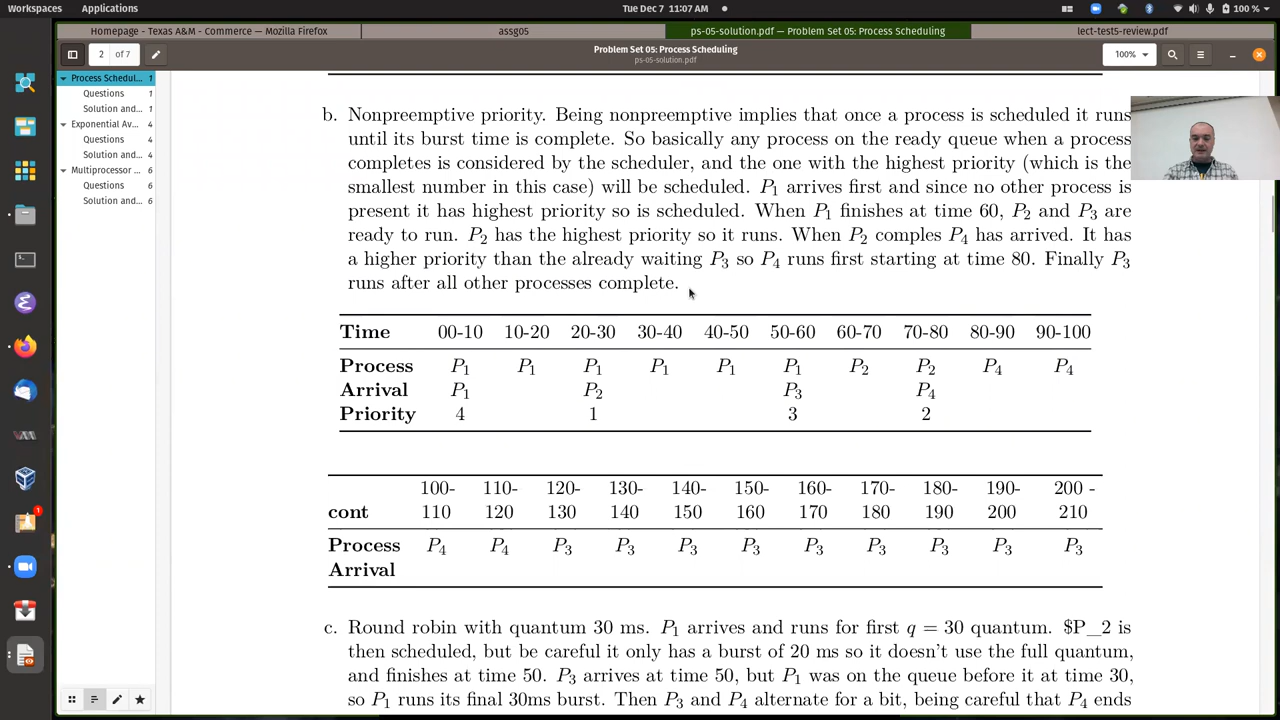 Workspaces Applications Tue Dec 7 11:07 AM 100 %
Homepage - Texas A&M - Commerce — Mozilla Firefox assg05 ps-05-solution.pdf — Problem Set 05: Process Scheduling lect-test5-review.pdf
2 of 7 Problem Set 05: Process Scheduling 100%
ps-05-solution.pdf
Process Schedul... 1
Questions 1
Solution and... 1
Exponential Av... 4
Questions 4
Solution and... 4
Multiprocessor ... 6
Questions 6
Solution and... 6
b. Nonpreemptive priority. Being nonpreemptive implies that once a process is scheduled it runs
until its burst time is complete. So basically any process on the ready queue when a process
completes is considered by the scheduler, and the one with the highest priority (which is the
smallest number in this case) will be scheduled. P1 arrives first and since no other process is
present it has highest priority so is scheduled. When P1 finishes at time 60, P2 and P3 are
ready to run. P2 has the highest priority so it runs. When P2 comples P4 has arrived. It has
a higher priority than the already waiting P3 so P4 runs first starting at time 80. Finally P3
runs after all other processes complete.
Time 00-10 10-20 20-30 30-40 40-50 50-60 60-70 70-80 80-90 90-100
Process P1 P1 P1 P1 P1 P1 P2 P2 P4 P4
Arrival P1 P2 P3 P4
Priority 4 1 3 2
100- 110- 120- 130- 140- 150- 160- 170- 180- 190- 200 -
cont 110 120 130 140 150 160 170 180 190 200 210
Process P4 P4 P3 P3 P3 P3 P3 P3 P3 P3 P3
Arrival
c. Round robin with quantum 30 ms. P1 arrives and runs for first q = 30 quantum. $P_2 is
then scheduled, but be careful it only has a burst of 20 ms so it doesn't use the full quantum,
and finishes at time 50. P3 arrives at time 50, but P1 was on the queue before it at time 30,
so P1 runs its final 30ms burst. Then P3 and P4 alternate for a bit, being careful that P4 ends